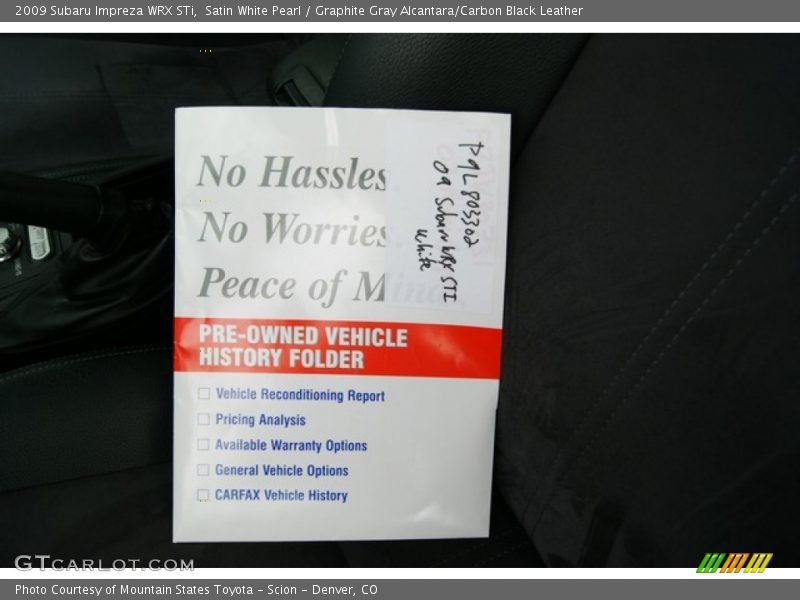 2009 Subaru Impreza WRX STi, Satin White Pearl / Graphite Gray Alcantara/Carbon Black Leather
No Hassles
No Worries
Peace of Mind
P9L803302
09 Subaru WRX STI
White
PRE-OWNED VEHICLE
HISTORY FOLDER
Vehicle Reconditioning Report
Pricing Analysis
Available Warranty Options
General Vehicle Options
CARFAX Vehicle History
GTCARLOT.COM
Photo Courtesy of Mountain States Toyota - Scion - Denver, CO